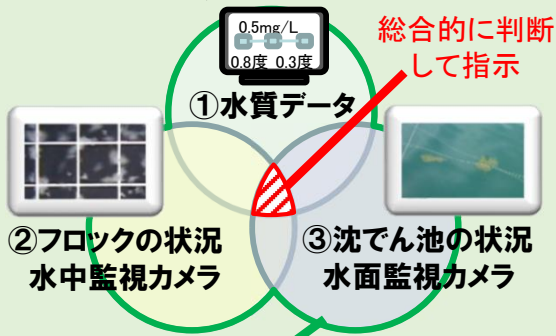 0.5mg/L
0.8度 0.3度
総合的に判断
して指示
①水質データ
②フロックの状況
水中監視カメラ
③沈でん池の状況
水面監視カメラ